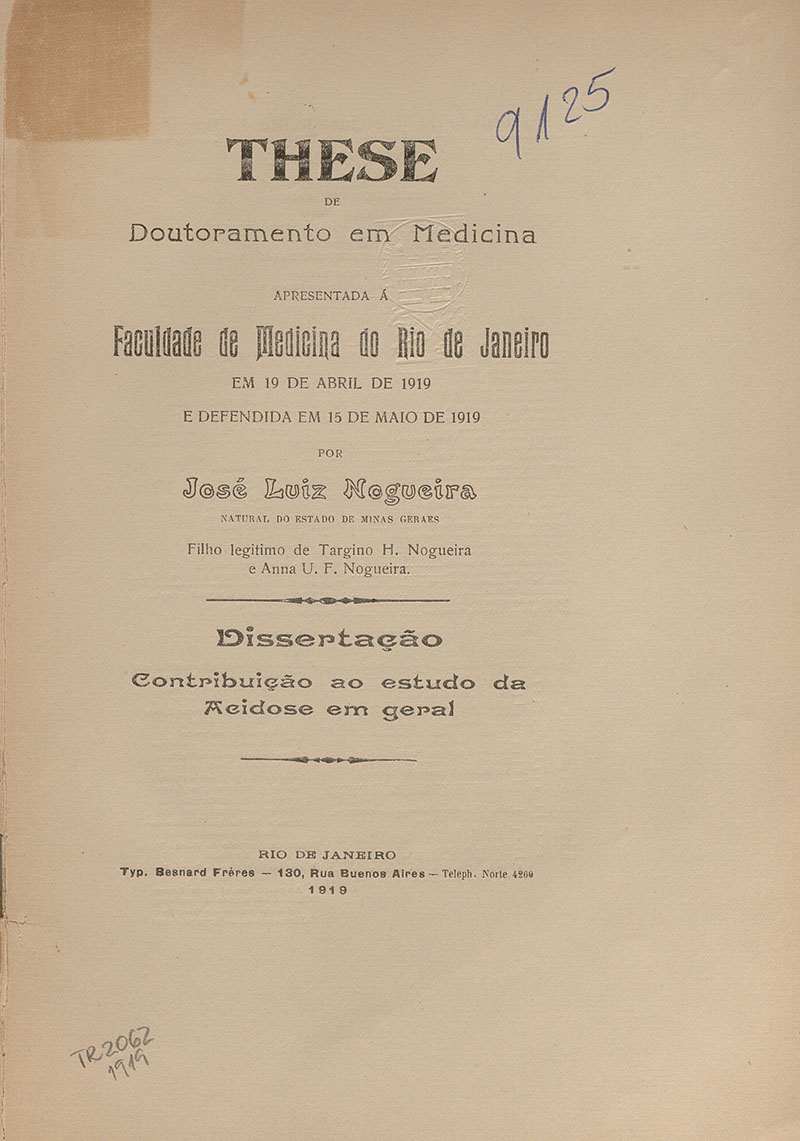 9125
THESE
DE
Doutoramento em Medicina
APRESENTADA Á
Faculdade de Medicina do Rio de Janeiro
EM 19 DE ABRIL DE 1919
E DEFENDIDA EM 15 DE MAIO DE 1919
POR
José Luiz Nogueira
NATURAL DO ESTADO DE MINAS GERAES
Filho legitimo de Targino H. Nogueira
e Anna U. F. Nogueira.
Dissertação
Contribuição ao estudo da
Acidose em geral
RIO DE JANEIRO
Typ. Besnard Frères — 130, Rua Buenos Aires — Teleph. Norte 4260
1919
TR2062
1919